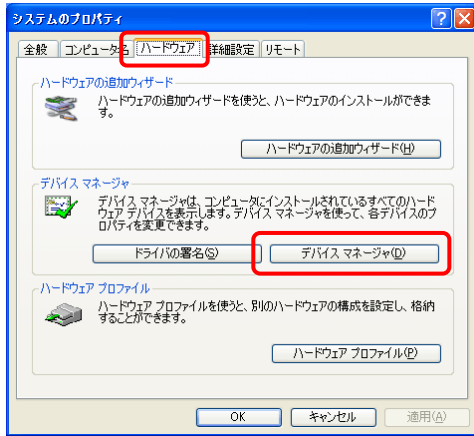 システムのプロパティ
全般 コンピュータ名 ハードウェア 詳細設定 リモート
ハードウェアの追加ウィザード
ハードウェアの追加ウィザードを使うと、ハードウェアのインストールができま
す。
ハードウェアの追加ウィザード(H)
デバイス マネージャ
デバイス マネージャは、コンピュータにインストールされているすべてのハード
ウェア デバイスを表示します。デバイス マネージャを使って、各デバイスのプ
ロパティを変更できます。
ドライバの署名(S) デバイス マネージャ(D)
ハードウェア プロファイル
ハードウェア プロファイルを使うと、別のハードウェアの構成を設定し、格納
することができます。
ハードウェア プロファイル(P)
OK キャンセル 適用(A)